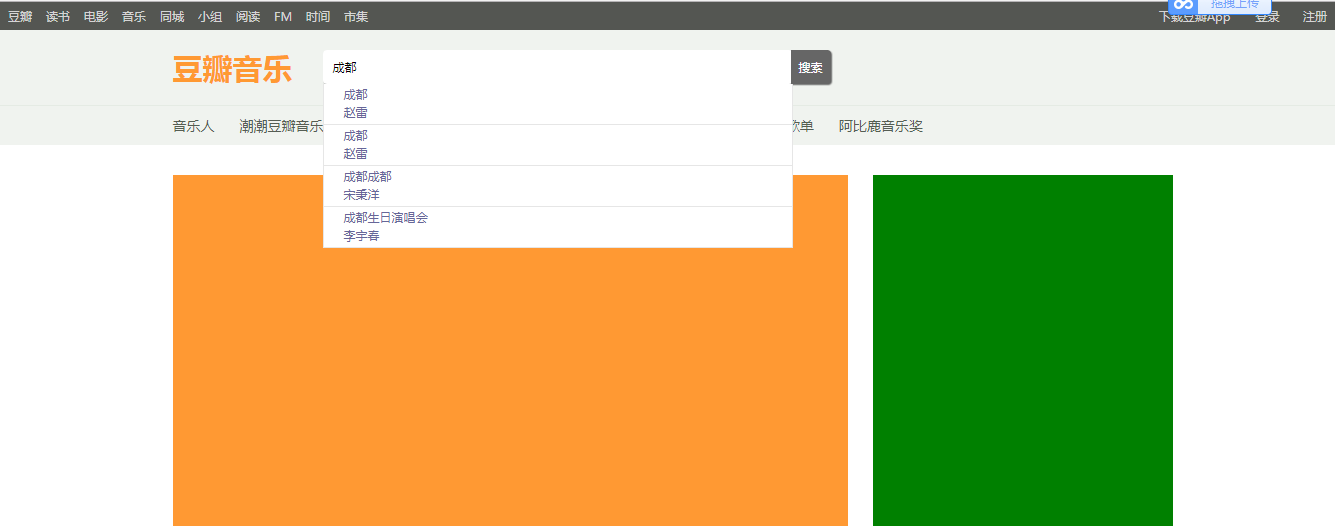 豆瓣 读书 电影 音乐 同城 小组 阅读 FM 时间 市集 下载豆瓣App 登录 注册
拖拽上传
豆瓣音乐
成都 搜索
成都
赵雷
成都
赵雷
成都成都
宋秉洋
成都生日演唱会
李宇春
音乐人 潮潮豆瓣音乐 歌单 阿比鹿音乐奖